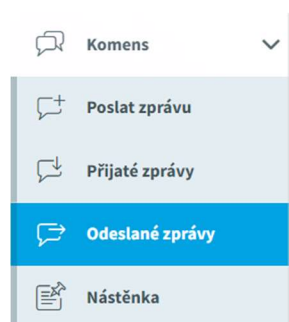 Komens
Poslat zprávu
Přijaté zprávy
Odeslané zprávy
Nástěnka